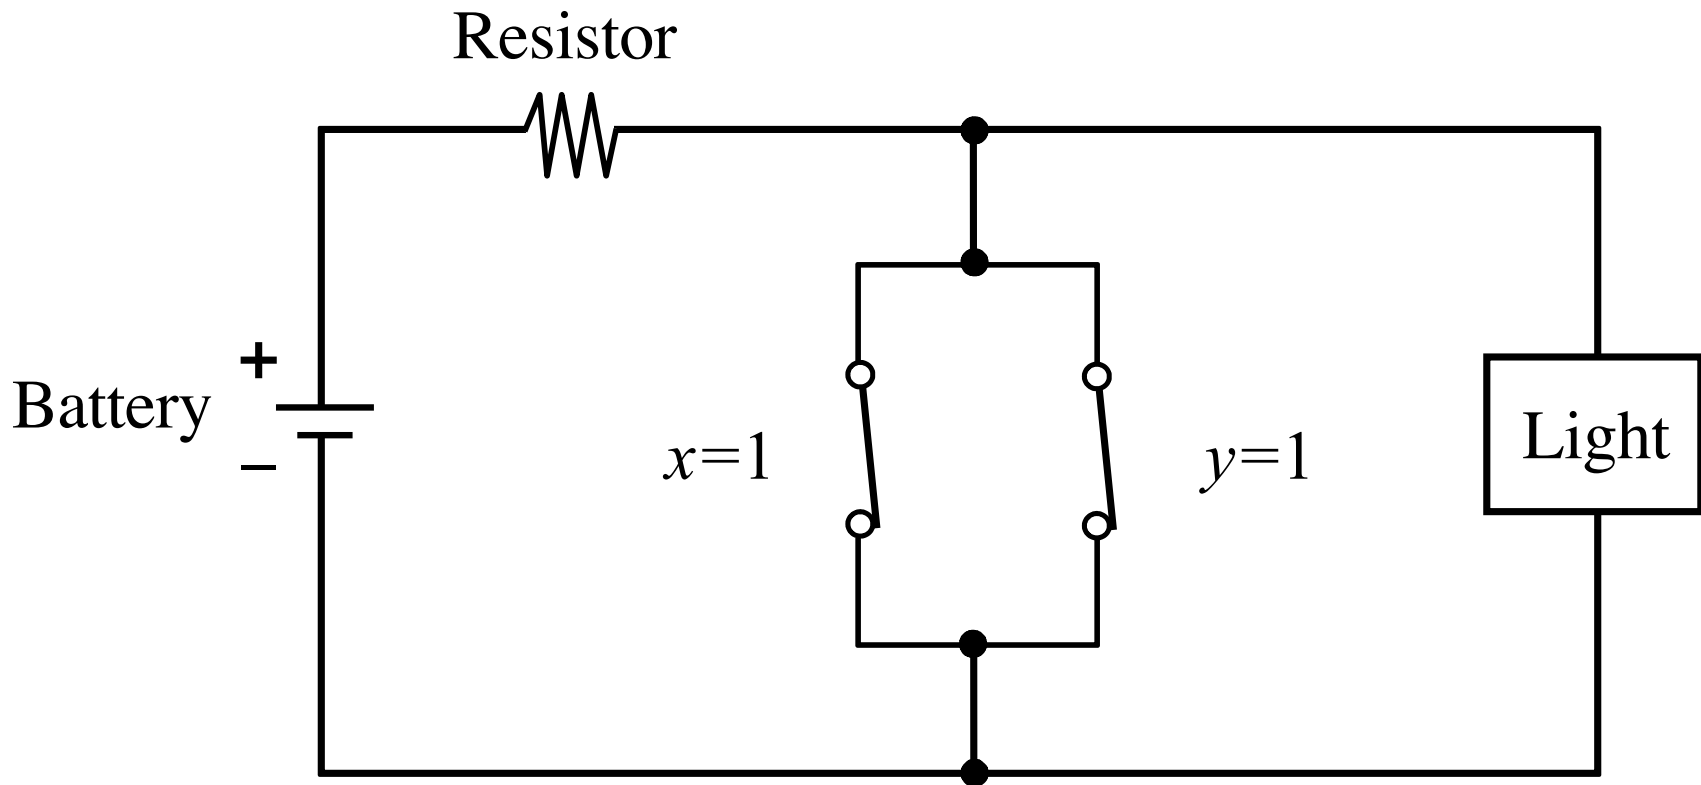 Resistor
+
Battery
−
x=1
y=1
Light